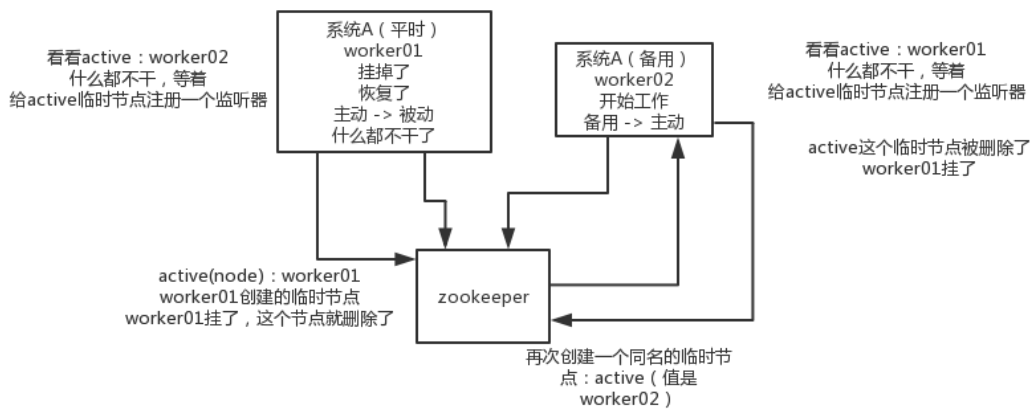 看看active：worker02
什么都不干，等着
给active临时节点注册一个监听器
系统A（平时）
worker01
挂掉了
恢复了
主动 -> 被动
什么都不干了
系统A（备用）
worker02
开始工作
备用 -> 主动
看看active：worker01
什么都不干，等着
给active临时节点注册一个监听器
active这个临时节点被删除了
worker01挂了
active(node)：worker01
worker01创建的临时节点
worker01挂了，这个节点就删除了
zookeeper
再次创建一个同名的临时节
点：active（值是
worker02）